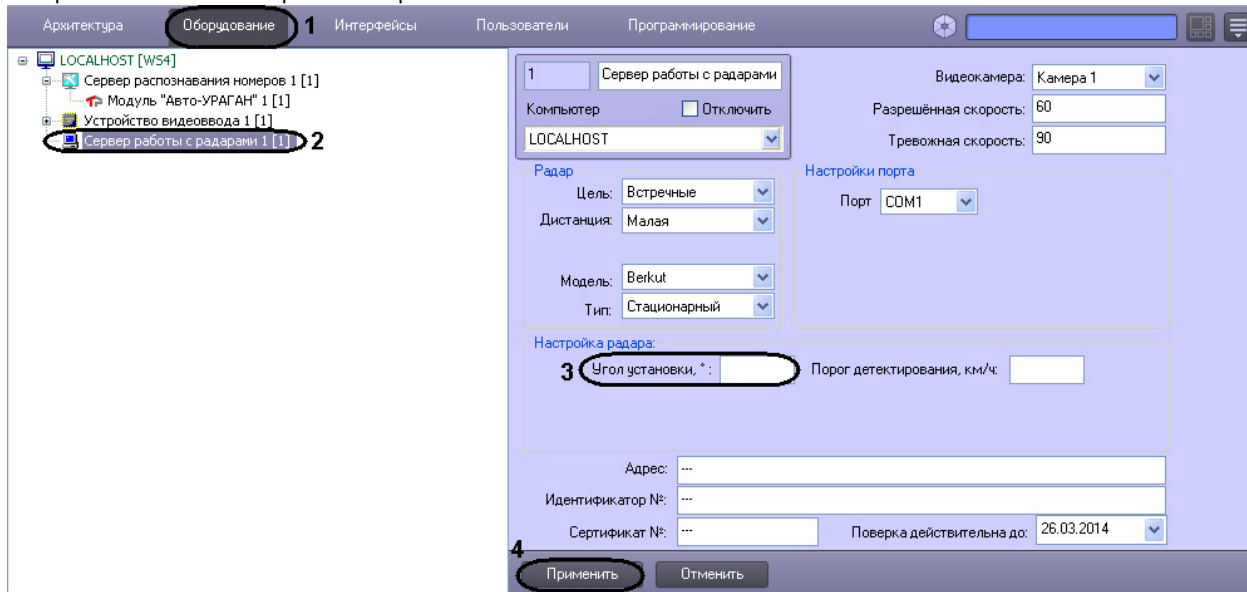 Архитектура Оборудование 1 Интерфейсы Пользователи Программирование
LOCALHOST [WS4]
Сервер распознавания номеров 1 [1]
Модуль "Авто-УРАГАН" 1 [1]
Устройство видеоввода 1 [1]
Сервер работы с радарами 1 [1] 2
1 Сервер работы с радарами
Компьютер Отключить
LOCALHOST
Видеокамера: Камера 1
Разрешённая скорость: 60
Тревожная скорость: 90
Радар
Цель: Встречные
Дистанция: Малая
Модель: Berkut
Тип: Стационарный
Настройки порта
Порт COM1
Настройка радара:
3 Угол установки, ° : Порог детектирования, км/ч:
Адрес: ---
Идентификатор №: ---
Сертификат №: --- Поверка действительна до: 26.03.2014
4
Применить Отменить